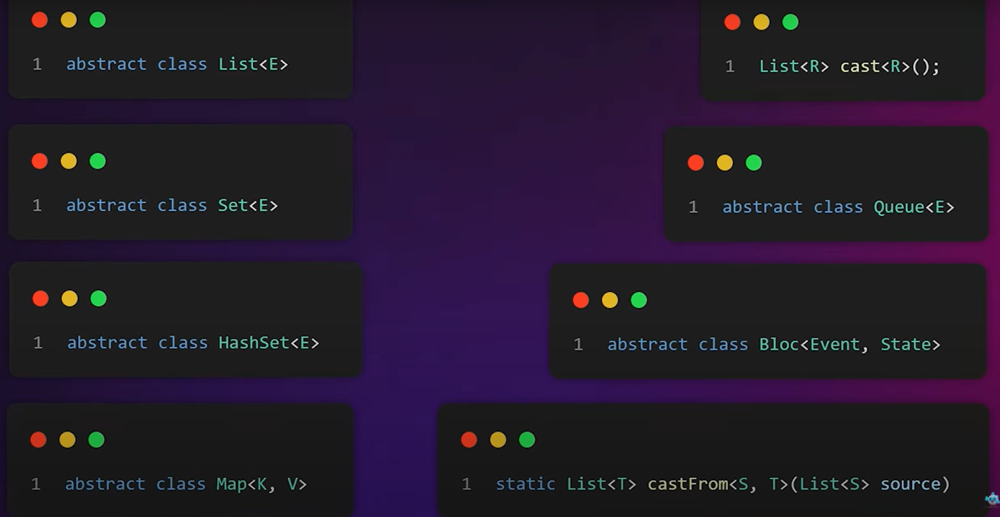 1 abstract class List<E>
1 List<R> cast<R>();
1 abstract class Set<E>
1 abstract class Queue<E>
1 abstract class HashSet<E>
1 abstract class Bloc<Event, State>
1 abstract class Map<K, V>
1 static List<T> castFrom<S, T>(List<S> source)